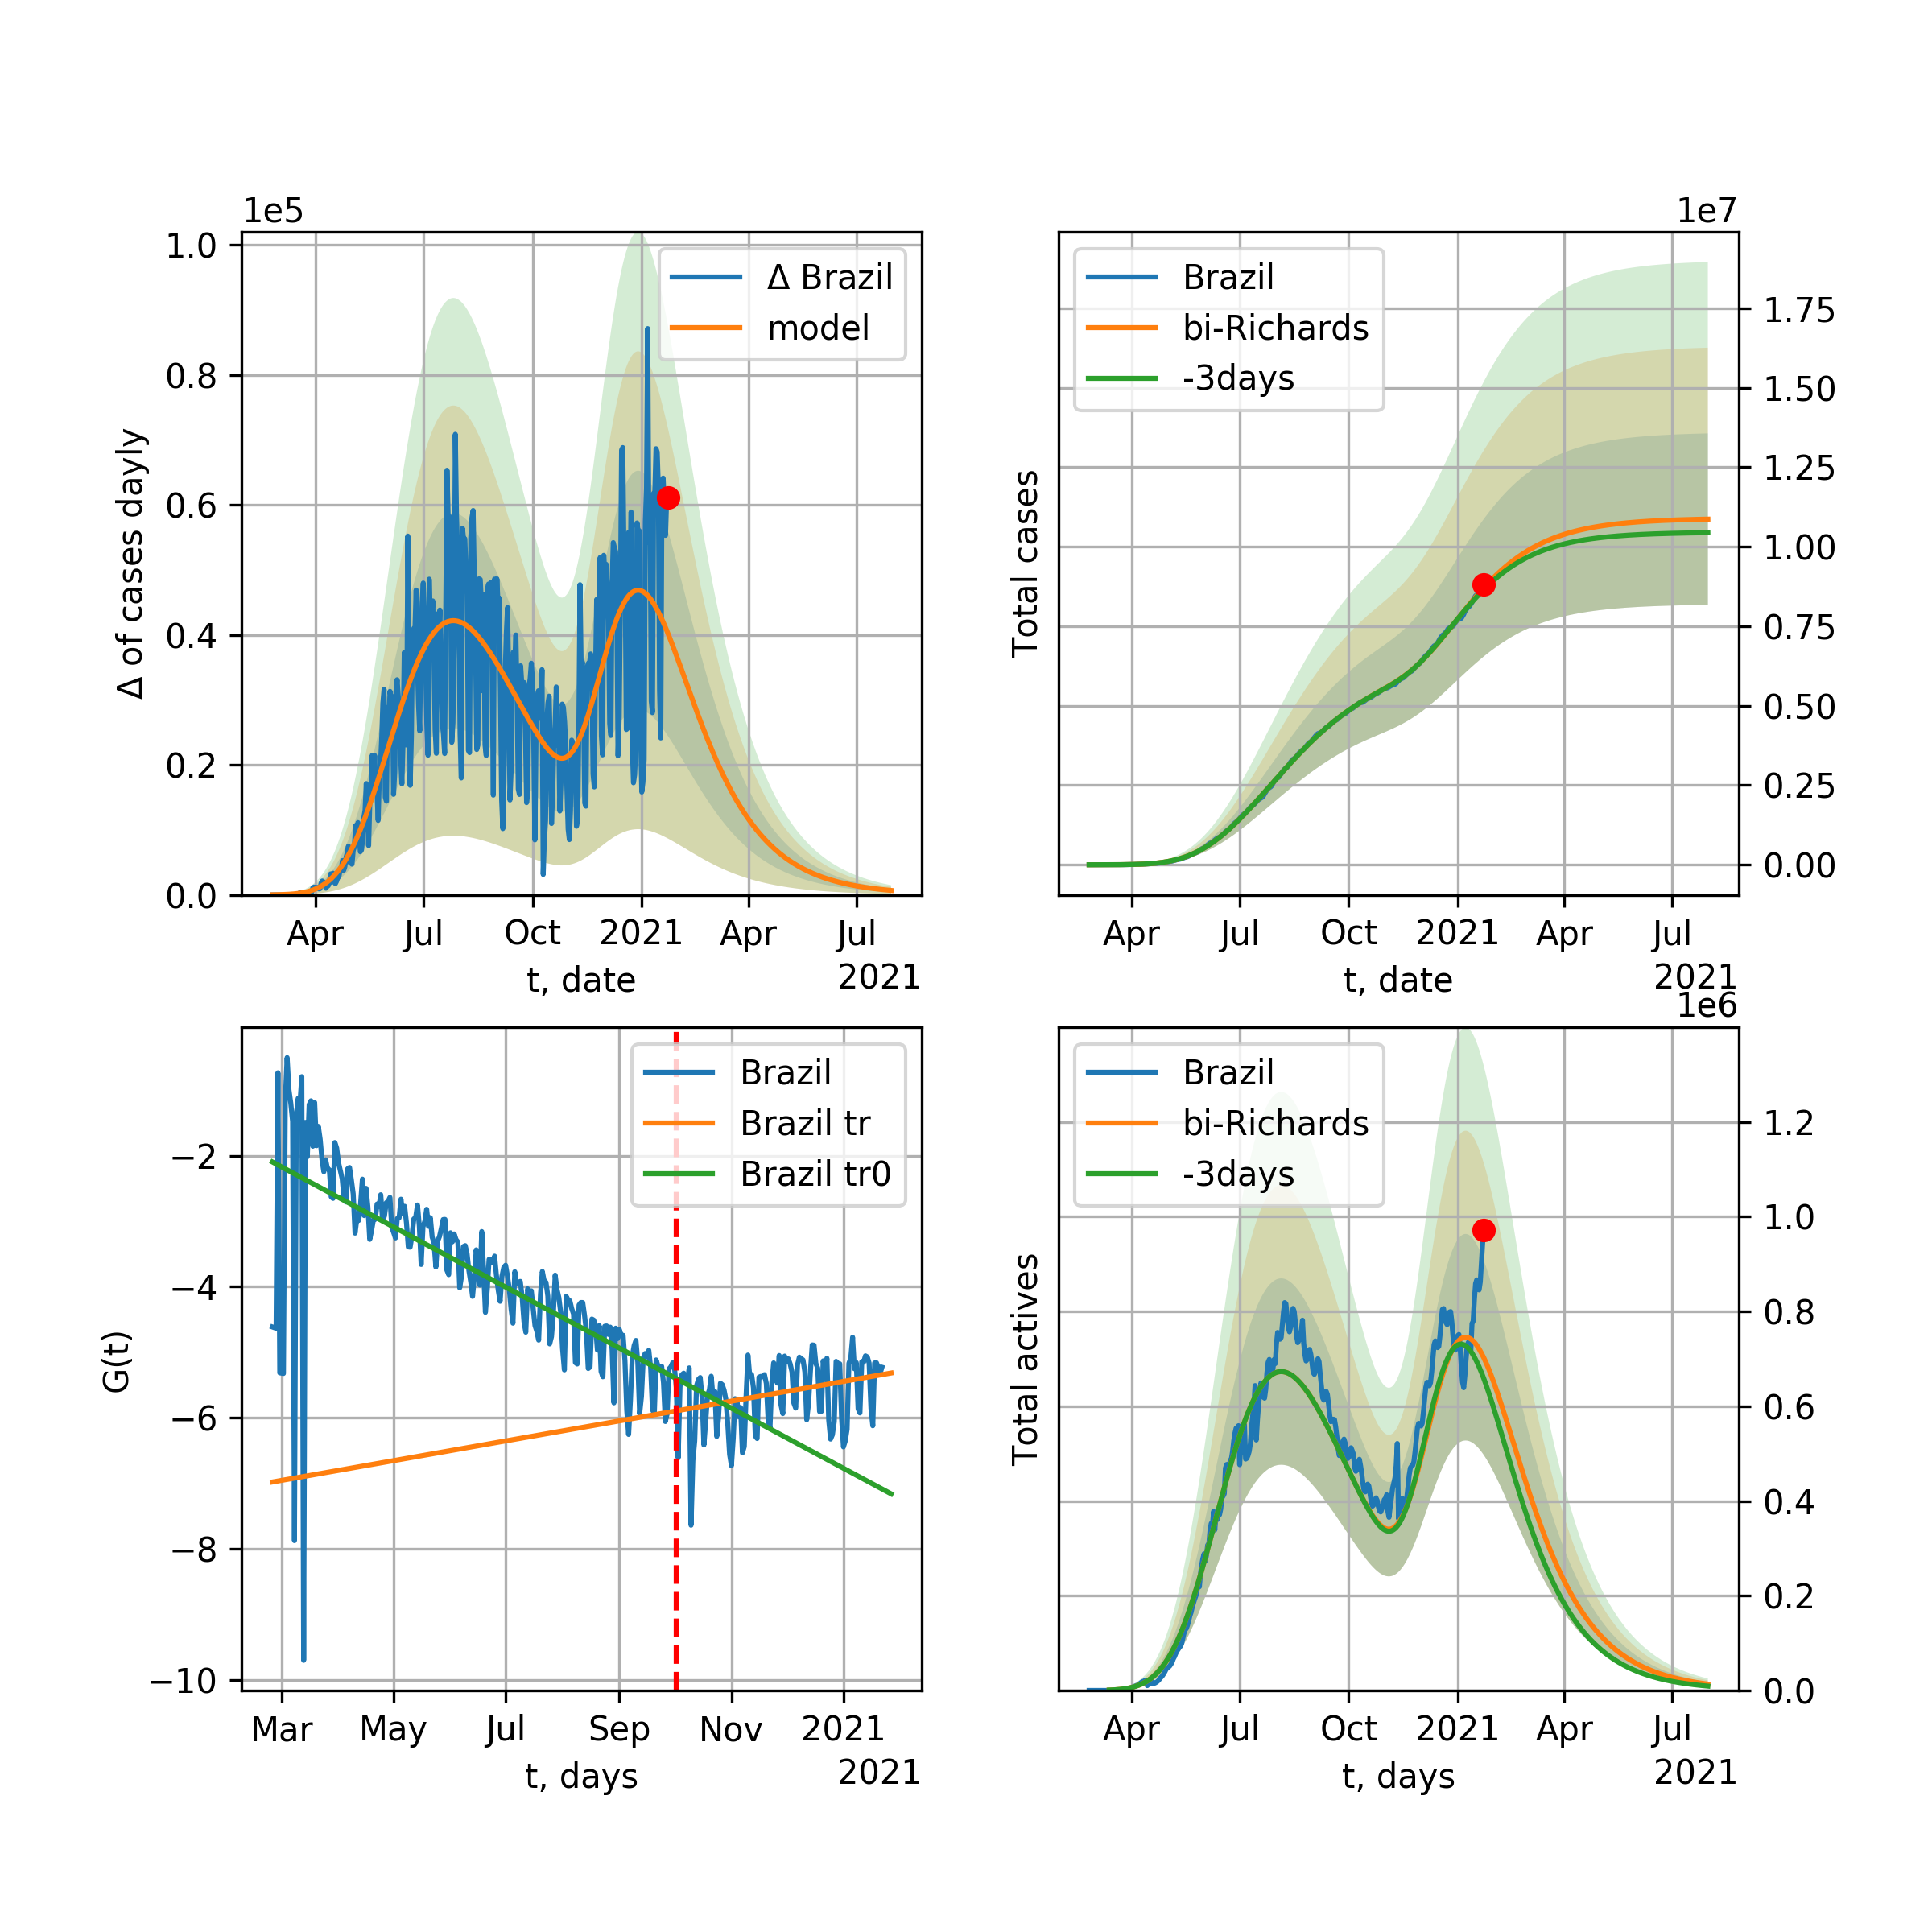 1e5
1.0
0.8
0.6
0.4
0.2
0.0
Δ of cases dayly
Δ Brazil
model
Apr Jul Oct 2021 Apr Jul
2021
t, date
1e7
Brazil
bi-Richards
-3days
Total cases
1.75
1.50
1.25
1.00
0.75
0.50
0.25
0.00
Apr Jul Oct 2021 Apr Jul
2021
t, date
−2
−4
−6
−8
−10
G(t)
Brazil
Brazil tr
Brazil tr0
Mar May Jul Sep Nov 2021
2021
t, days
1e6
Brazil
bi-Richards
-3days
Total actives
1.2
1.0
0.8
0.6
0.4
0.2
0.0
Apr Jul Oct 2021 Apr Jul
2021
t, days